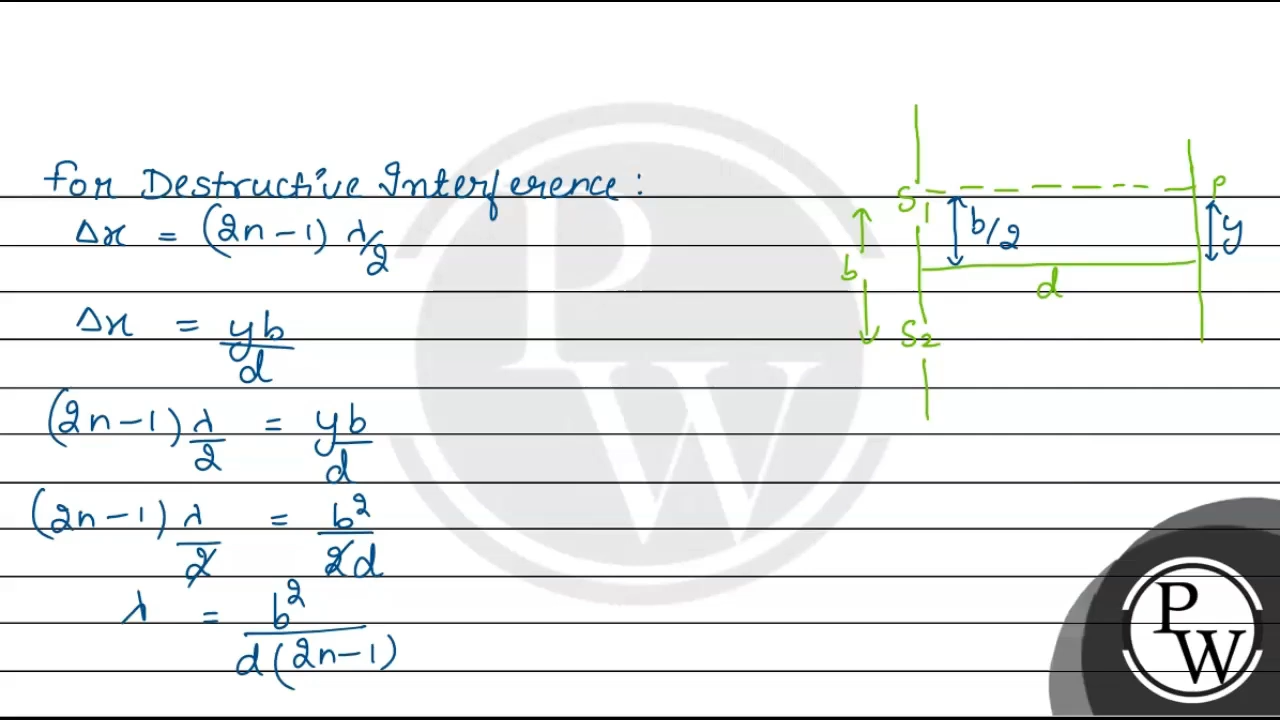 For Destructive Interference:
Δx = (2n-1) λ/2
Δx = yb/d
(2n-1) λ/2 = yb/d
(2n-1) λ/2 = b²/2d
λ = b²/d(2n-1)
S1
P
b/2
y
b
d
S2
PW
PW